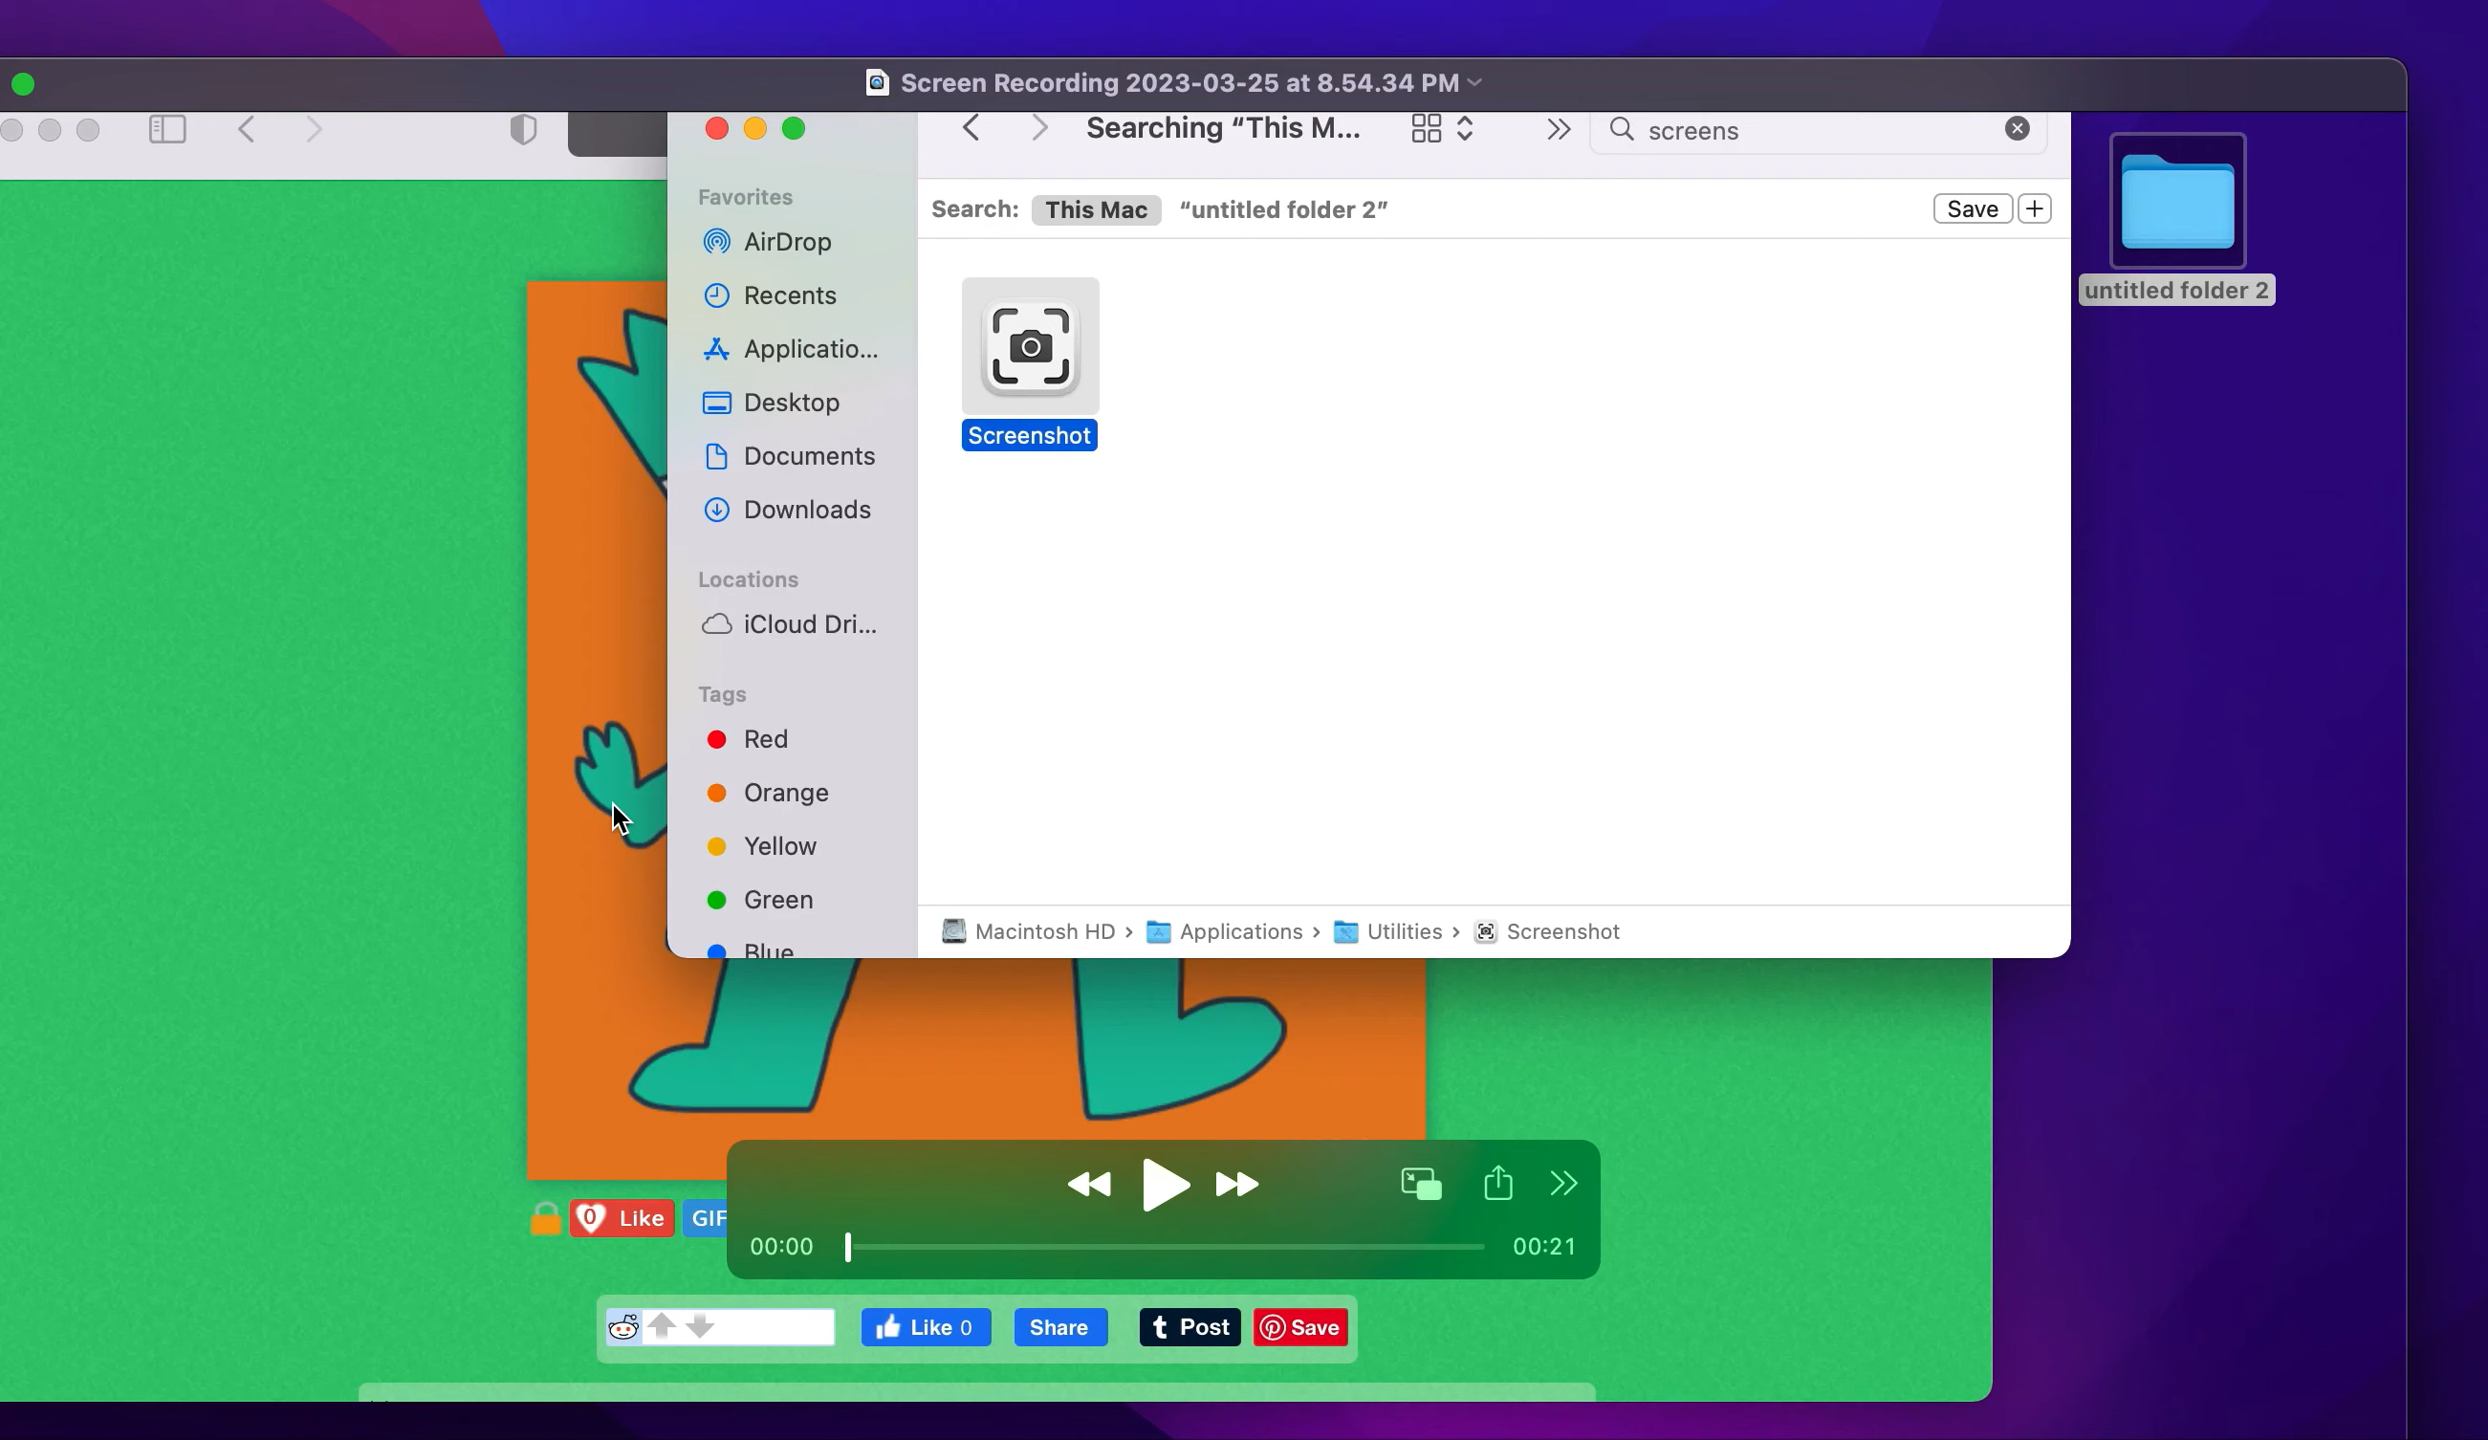 Screen Recording 2023-03-25 at 8.54.34 PM
Searching “This M...
screens
Favorites
AirDrop
Recents
Applicatio...
Desktop
Documents
Downloads
Locations
iCloud Dri...
Tags
Red
Orange
Yellow
Green
Blue
Search: This Mac “untitled folder 2”
Save +
Screenshot
Macintosh HD › Applications › Utilities › Screenshot
untitled folder 2
0 Like
GIF
00:00
00:21
Like 0
Share
t Post
Save